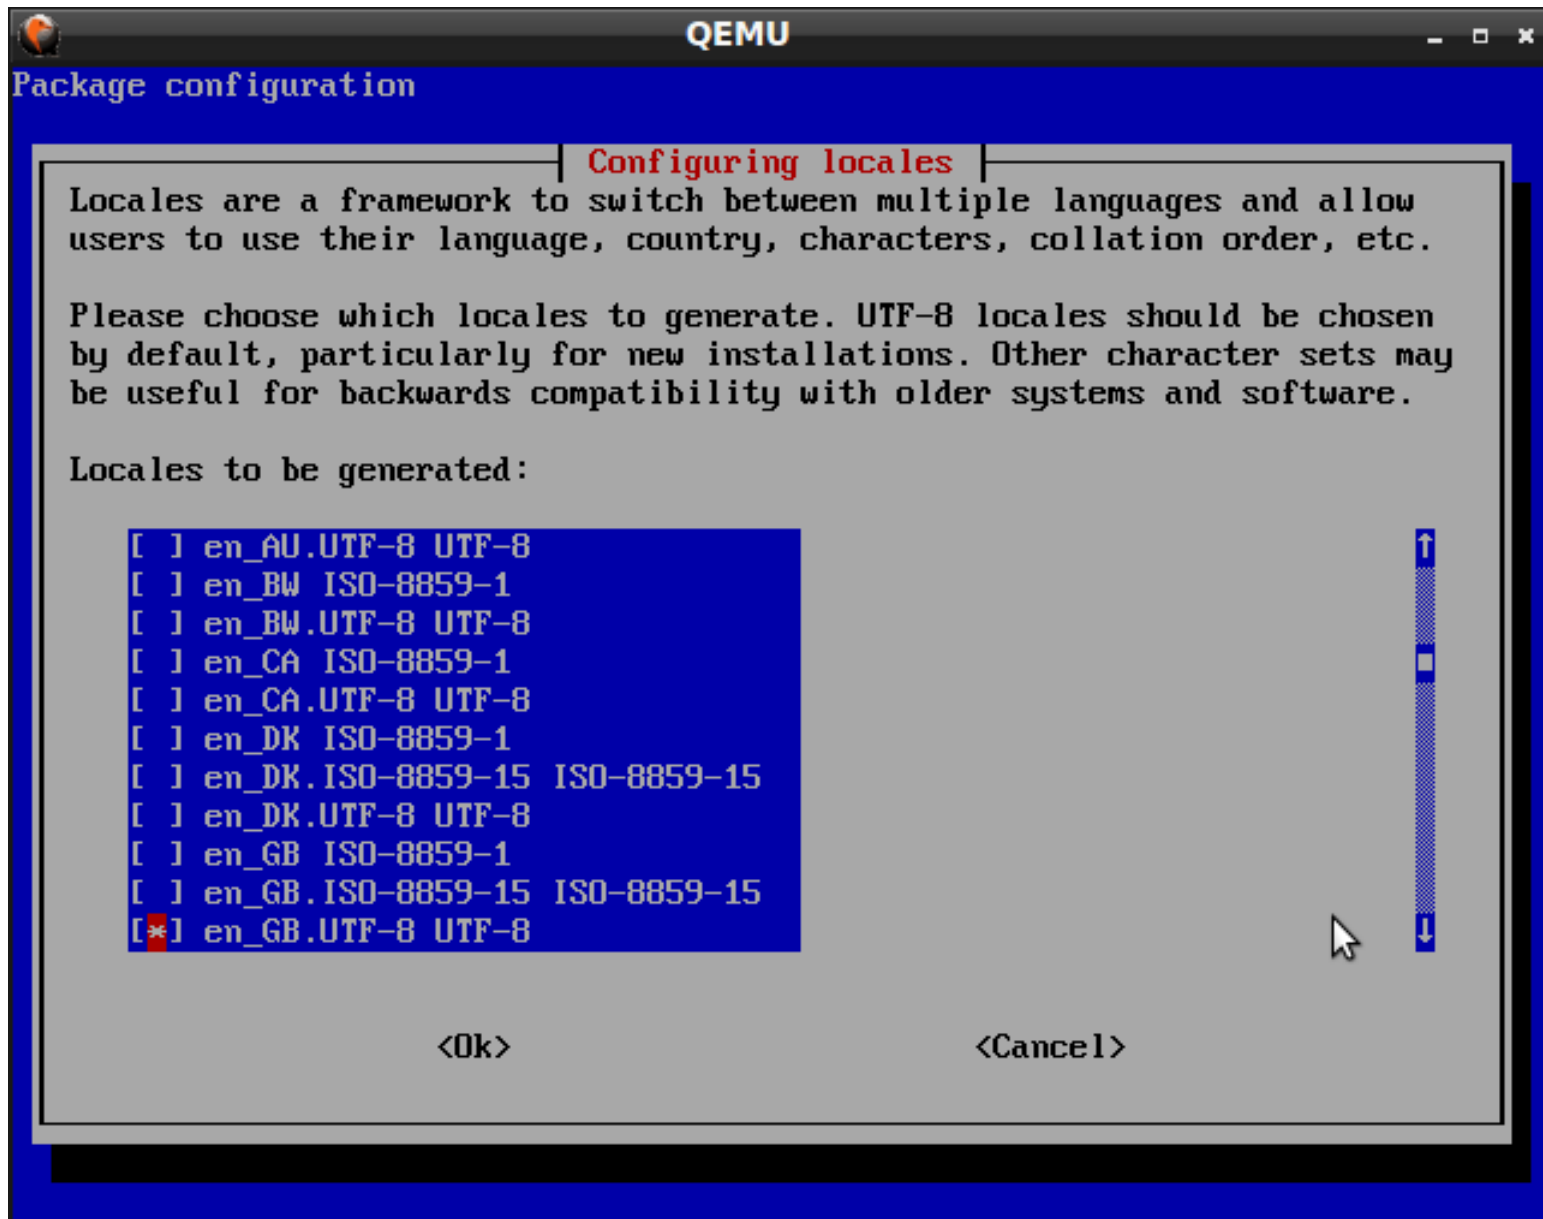 QEMU
Package configuration
Configuring locales
Locales are a framework to switch between multiple languages and allow
users to use their language, country, characters, collation order, etc.
Please choose which locales to generate. UTF-8 locales should be chosen
by default, particularly for new installations. Other character sets may
be useful for backwards compatibility with older systems and software.
Locales to be generated:
[ ] en_AU.UTF-8 UTF-8
[ ] en_BW ISO-8859-1
[ ] en_BW.UTF-8 UTF-8
[ ] en_CA ISO-8859-1
[ ] en_CA.UTF-8 UTF-8
[ ] en_DK ISO-8859-1
[ ] en_DK.ISO-8859-15 ISO-8859-15
[ ] en_DK.UTF-8 UTF-8
[ ] en_GB ISO-8859-1
[ ] en_GB.ISO-8859-15 ISO-8859-15
[*] en_GB.UTF-8 UTF-8
<Ok> <Cancel>